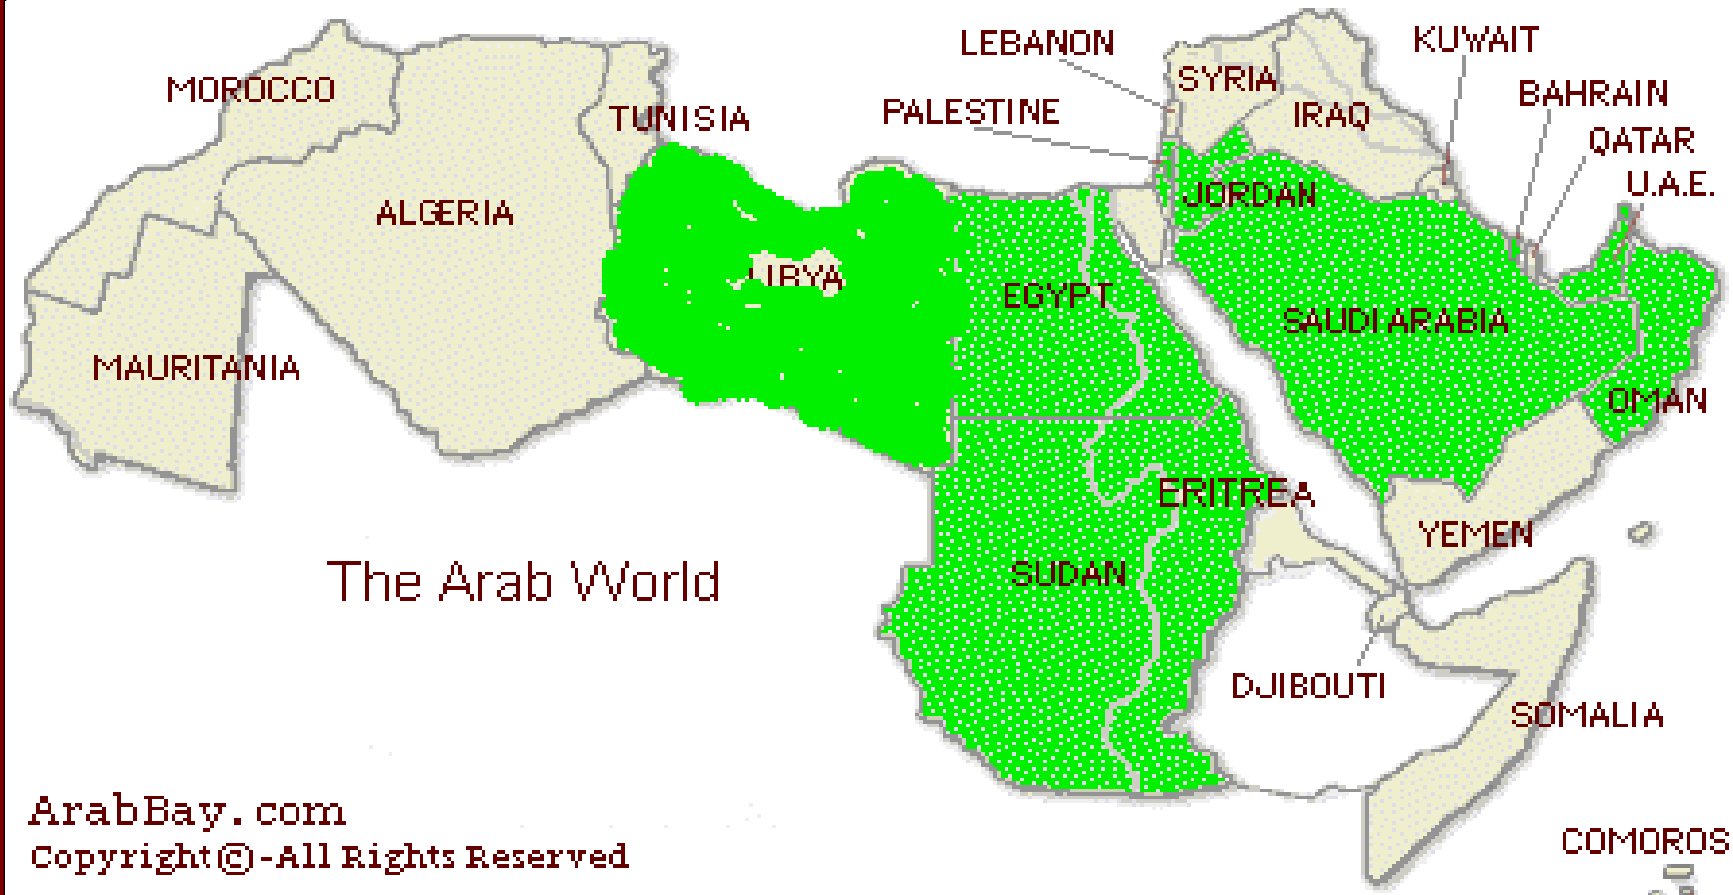 LEBANON
KUWAIT
SYRIA
MOROCCO
BAHRAIN
PALESTINE
TUNISIA
IRAQ
QATAR
U.A.E.
JORDAN
ALGERIA
LIBYA
EGYPT
SAUDI ARABIA
MAURITANIA
OMAN
ERITREA
YEMEN
The Arab World
SUDAN
DJIBOUTI
SOMALIA
ArabBay.com
Copyright©-All Rights Reserved
COMOROS